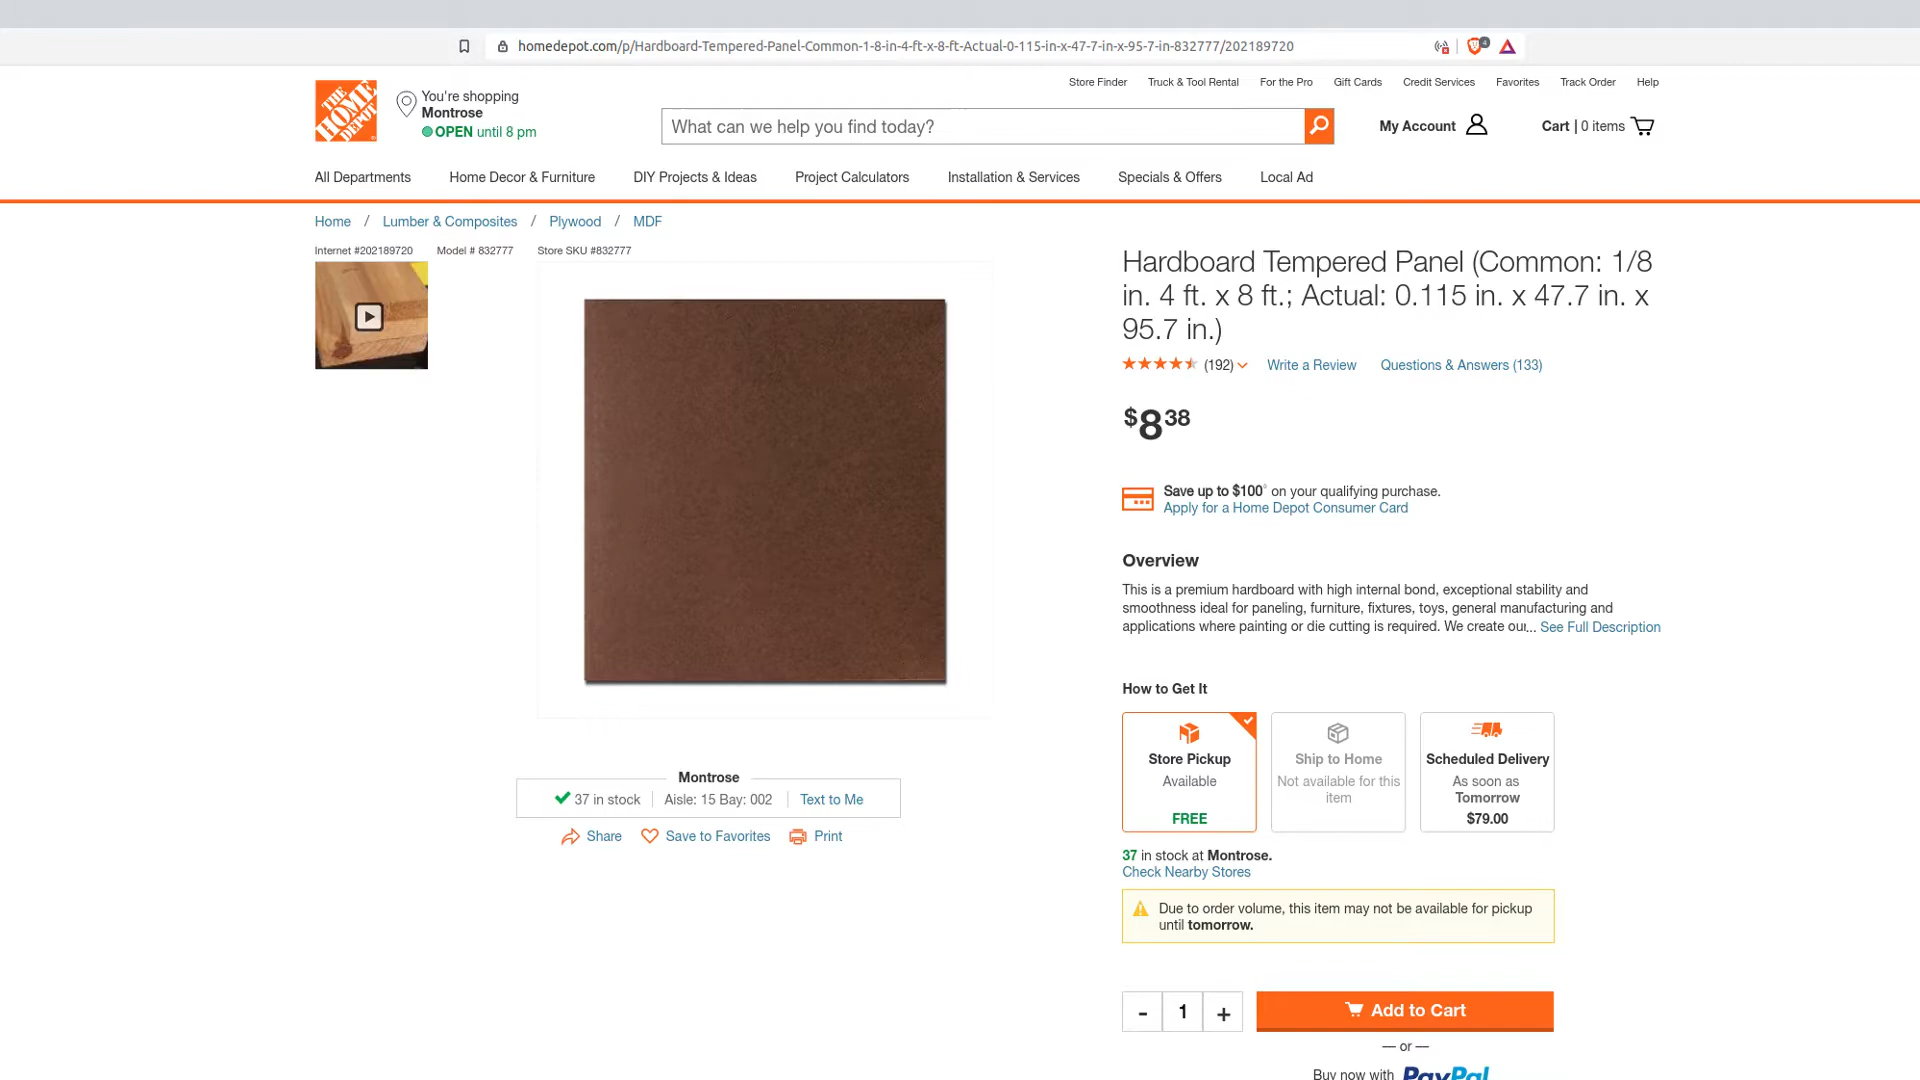 homedepot.com/p/Hardboard-Tempered-Panel-Common-1-8-in-4-ft-x-8-ft-Actual-0-115-in-x-47-7-in-x-95-7-in-832777/202189720
4
Store Finder Truck & Tool Rental For the Pro Gift Cards Credit Services Favorites Track Order Help
THE HOME DEPOT
You're shopping
Montrose
OPEN until 8 pm
What can we help you find today?
My Account
Cart | 0 items
All Departments Home Decor & Furniture DIY Projects & Ideas Project Calculators Installation & Services Specials & Offers Local Ad
Home / Lumber & Composites / Plywood / MDF
Internet #202189720 Model # 832777 Store SKU #832777
Hardboard Tempered Panel (Common: 1/8
in. 4 ft. x 8 ft.; Actual: 0.115 in. x 47.7 in. x
95.7 in.)
(192) Write a Review Questions & Answers (133)
$8 38
Save up to $100° on your qualifying purchase.
Apply for a Home Depot Consumer Card
Overview
This is a premium hardboard with high internal bond, exceptional stability and
smoothness ideal for paneling, furniture, fixtures, toys, general manufacturing and
applications where painting or die cutting is required. We create our... See Full Description
How to Get It
Store Pickup
Available
FREE
Ship to Home
Not available for this
item
Scheduled Delivery
As soon as
Tomorrow
$79.00
Montrose
37 in stock Aisle: 15 Bay: 002 Text to Me
Share Save to Favorites Print
37 in stock at Montrose.
Check Nearby Stores
Due to order volume, this item may not be available for pickup
until tomorrow.
- 1 + Add to Cart
— or —
Buy now with PayPal